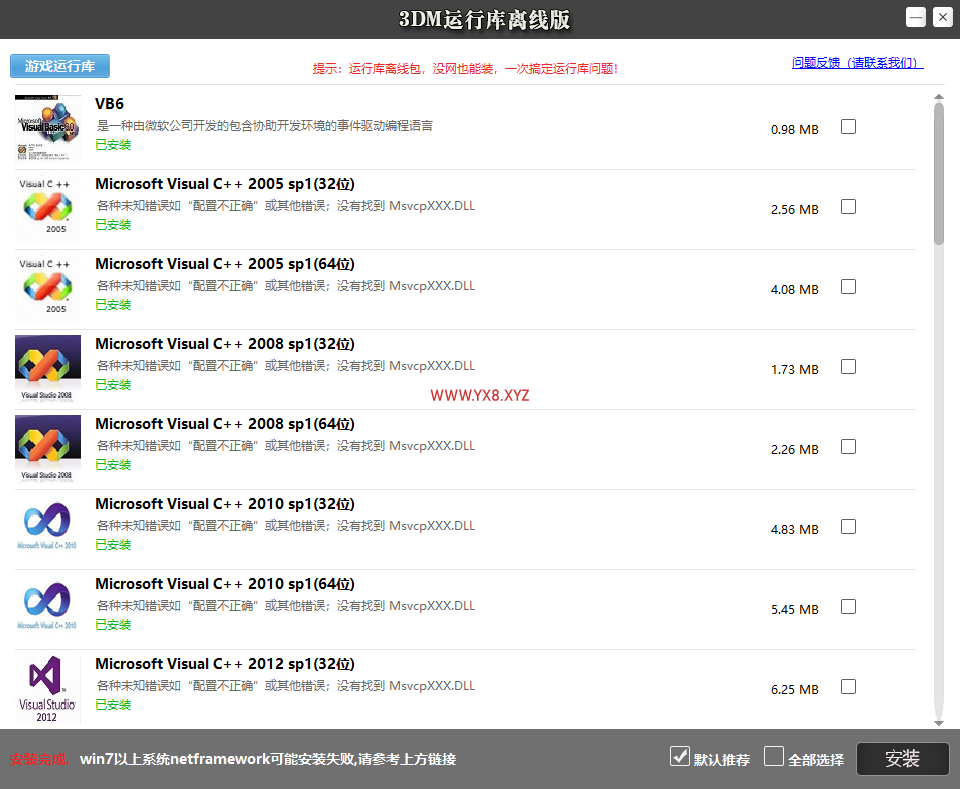 3DM运行库离线版
游戏运行库
提示：运行库离线包，没网也能装，一次搞定运行库问题！
问题反馈（请联系我们）
Microsoft
Visual Basic 6.0
VB6
是一种由微软公司开发的包含协助开发环境的事件驱动编程语言
已安装
0.98 MB
Visual C ++
2005
Microsoft Visual C++ 2005 sp1(32位)
各种未知错误如“配置不正确”或其他错误；没有找到 MsvcpXXX.DLL
已安装
2.56 MB
Visual C ++
2005
Microsoft Visual C++ 2005 sp1(64位)
各种未知错误如“配置不正确”或其他错误；没有找到 MsvcpXXX.DLL
已安装
4.08 MB
Visual Studio 2008
Microsoft Visual C++ 2008 sp1(32位)
各种未知错误如“配置不正确”或其他错误；没有找到 MsvcpXXX.DLL
已安装
1.73 MB
WWW.YX8.XYZ
Visual Studio 2008
Microsoft Visual C++ 2008 sp1(64位)
各种未知错误如“配置不正确”或其他错误；没有找到 MsvcpXXX.DLL
已安装
2.26 MB
Microsoft Visual C++ 2010
Microsoft Visual C++ 2010 sp1(32位)
各种未知错误如“配置不正确”或其他错误；没有找到 MsvcpXXX.DLL
已安装
4.83 MB
Microsoft Visual C++ 2010
Microsoft Visual C++ 2010 sp1(64位)
各种未知错误如“配置不正确”或其他错误；没有找到 MsvcpXXX.DLL
已安装
5.45 MB
Visual Studio
2012
Microsoft Visual C++ 2012 sp1(32位)
各种未知错误如“配置不正确”或其他错误；没有找到 MsvcpXXX.DLL
已安装
6.25 MB
安装完成. win7以上系统netframework可能安装失败,请参考上方链接
默认推荐
全部选择
安装